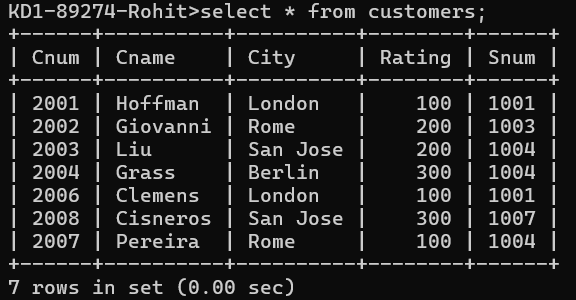 KD1-89274-Rohit>select * from customers;
+------+----------+----------+--------+------+
| Cnum | Cname    | City     | Rating | Snum |
+------+----------+----------+--------+------+
| 2001 | Hoffman  | London   |    100 | 1001 |
| 2002 | Giovanni | Rome     |    200 | 1003 |
| 2003 | Liu      | San Jose |    200 | 1004 |
| 2004 | Grass    | Berlin   |    300 | 1004 |
| 2006 | Clemens  | London   |    100 | 1001 |
| 2008 | Cisneros | San Jose |    300 | 1007 |
| 2007 | Pereira  | Rome     |    100 | 1004 |
+------+----------+----------+--------+------+
7 rows in set (0.00 sec)